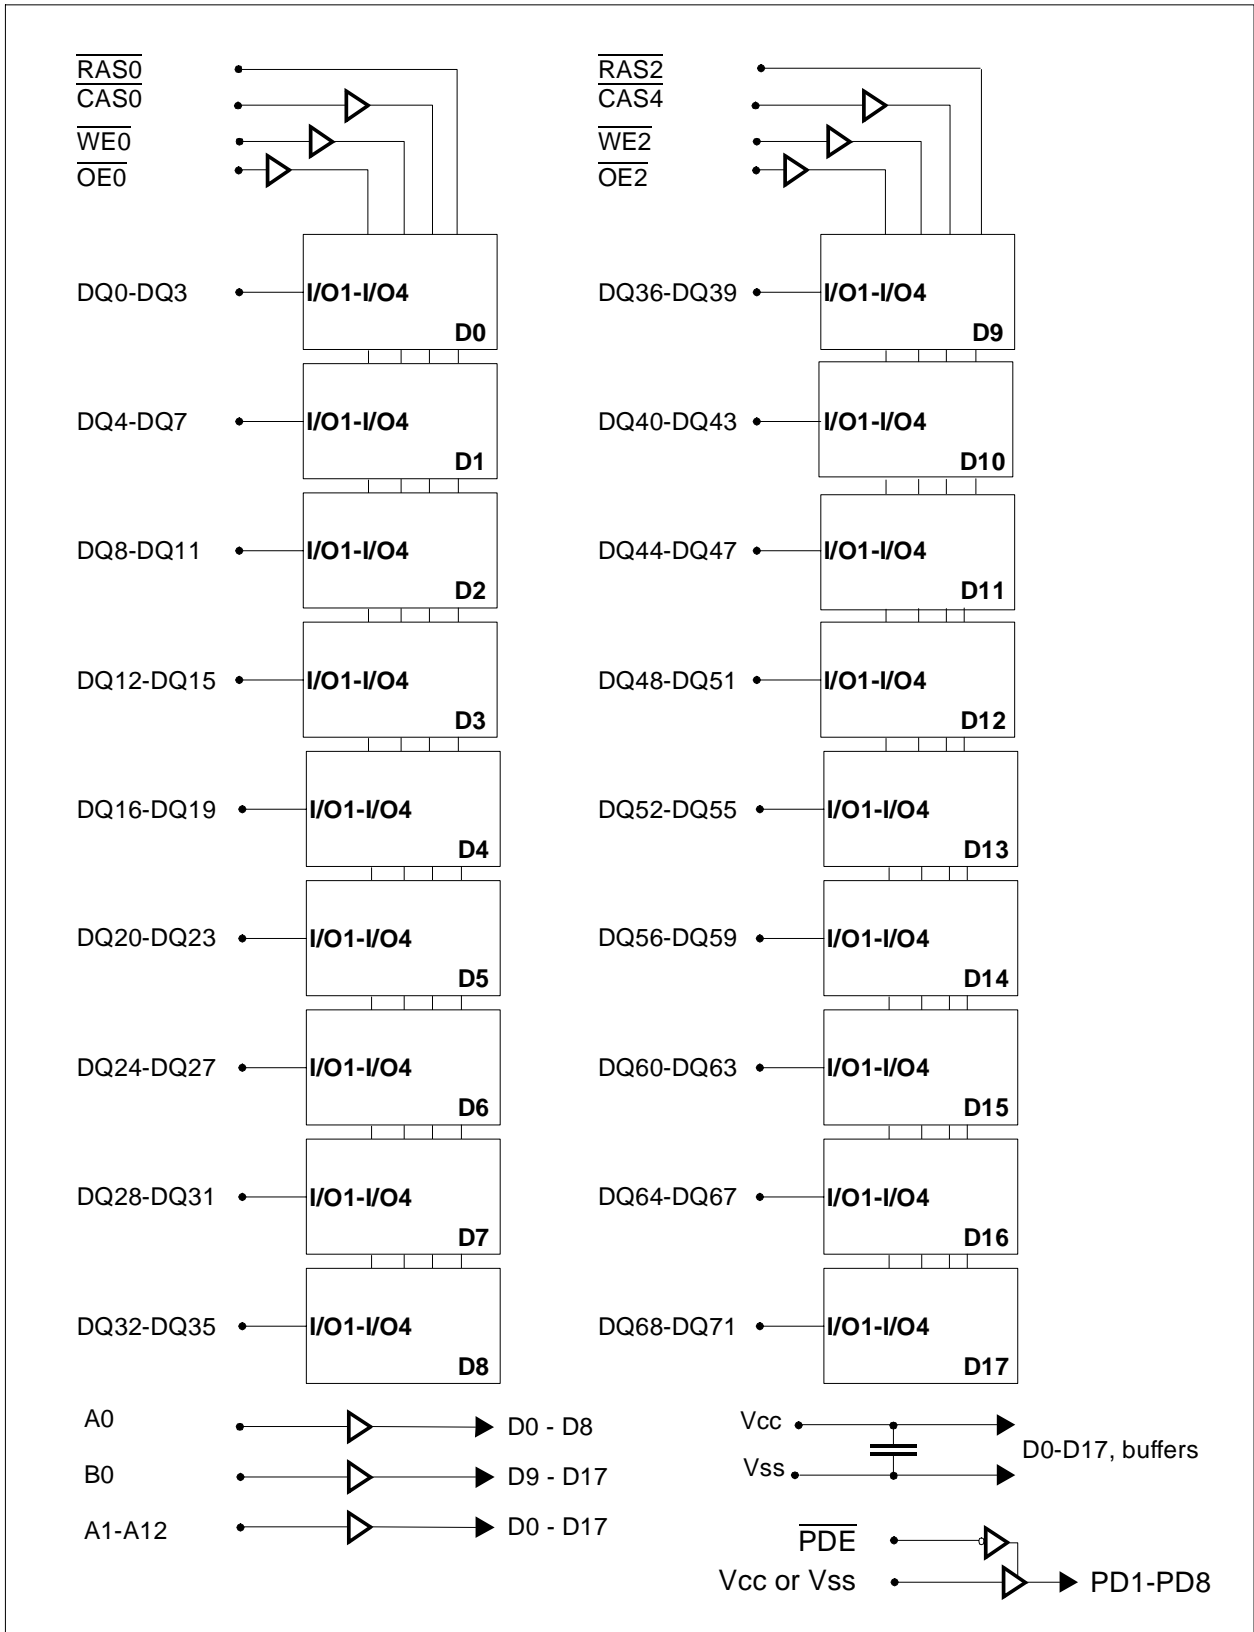 RAS0
CAS0
WE0
OE0
DQ0-DQ3
I/O1-I/O4
D0
DQ4-DQ7
I/O1-I/O4
D1
DQ8-DQ11
I/O1-I/O4
D2
DQ12-DQ15
I/O1-I/O4
D3
DQ16-DQ19
I/O1-I/O4
D4
DQ20-DQ23
I/O1-I/O4
D5
DQ24-DQ27
I/O1-I/O4
D6
DQ28-DQ31
I/O1-I/O4
D7
DQ32-DQ35
I/O1-I/O4
D8
RAS2
CAS4
WE2
OE2
DQ36-DQ39
I/O1-I/O4
D9
DQ40-DQ43
I/O1-I/O4
D10
DQ44-DQ47
I/O1-I/O4
D11
DQ48-DQ51
I/O1-I/O4
D12
DQ52-DQ55
I/O1-I/O4
D13
DQ56-DQ59
I/O1-I/O4
D14
DQ60-DQ63
I/O1-I/O4
D15
DQ64-DQ67
I/O1-I/O4
D16
DQ68-DQ71
I/O1-I/O4
D17
A0 D0 - D8
B0 D9 - D17
A1-A12 D0 - D17
Vcc
Vss
D0-D17, buffers
PDE
Vcc or Vss PD1-PD8